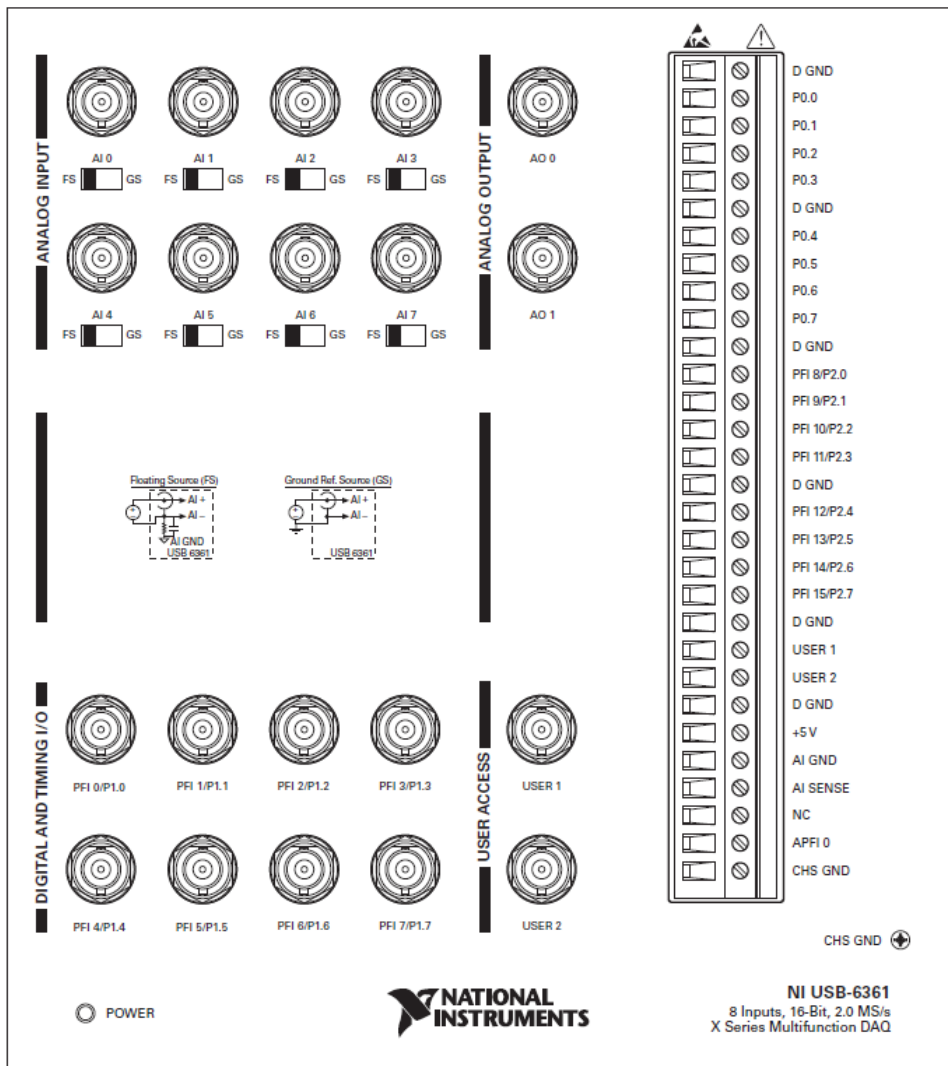 ANALOG INPUT
AI 0
AI 1
AI 2
AI 3
FS GS
FS GS
FS GS
FS GS
AI 4
AI 5
AI 6
AI 7
FS GS
FS GS
FS GS
FS GS
ANALOG OUTPUT
AO 0
AO 1
Floating Source (FS)
AI +
AI –
AI GND
USB 6361
Ground Ref. Source (GS)
AI +
AI –
USB 6361
DIGITAL AND TIMING I/O
PFI 0/P1.0
PFI 1/P1.1
PFI 2/P1.2
PFI 3/P1.3
PFI 4/P1.4
PFI 5/P1.5
PFI 6/P1.6
PFI 7/P1.7
USER ACCESS
USER 1
USER 2
D GND
P0.0
P0.1
P0.2
P0.3
D GND
P0.4
P0.5
P0.6
P0.7
D GND
PFI 8/P2.0
PFI 9/P2.1
PFI 10/P2.2
PFI 11/P2.3
D GND
PFI 12/P2.4
PFI 13/P2.5
PFI 14/P2.6
PFI 15/P2.7
D GND
USER 1
USER 2
D GND
+5 V
AI GND
AI SENSE
NC
APFI 0
CHS GND
CHS GND
POWER
NATIONAL
INSTRUMENTS
NI USB-6361
8 Inputs, 16-Bit, 2.0 MS/s
X Series Multifunction DAQ